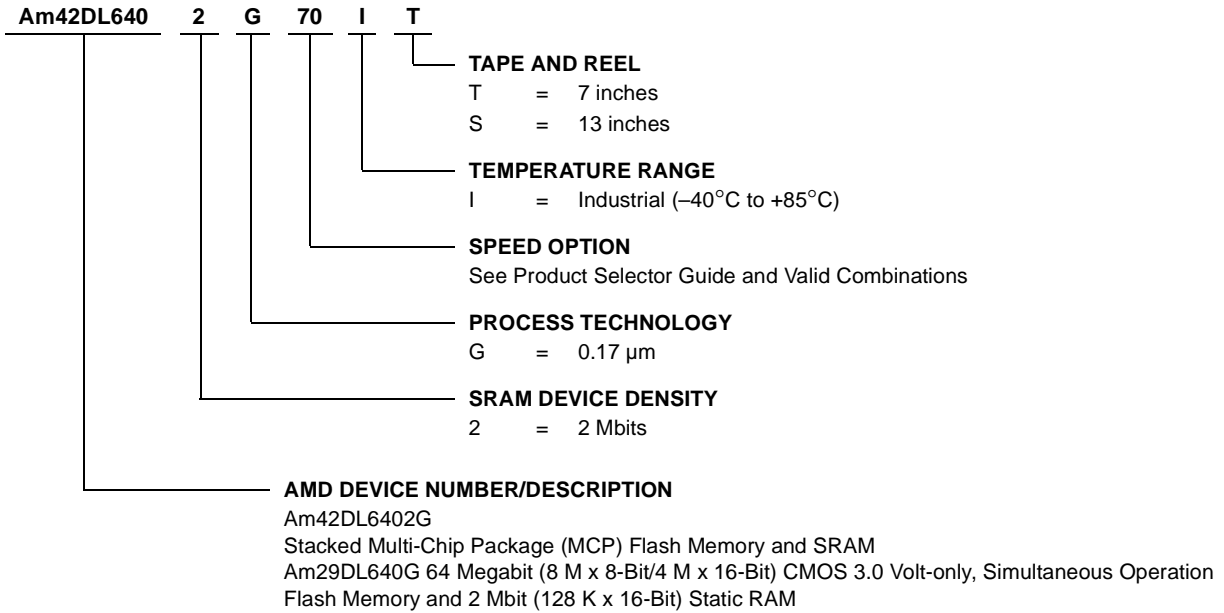 Am42DL640 2 G 70 I T
TAPE AND REEL
T = 7 inches
S = 13 inches
TEMPERATURE RANGE
I = Industrial (–40°C to +85°C)
SPEED OPTION
See Product Selector Guide and Valid Combinations
PROCESS TECHNOLOGY
G = 0.17 µm
SRAM DEVICE DENSITY
2 = 2 Mbits
AMD DEVICE NUMBER/DESCRIPTION
Am42DL6402G
Stacked Multi-Chip Package (MCP) Flash Memory and SRAM
Am29DL640G 64 Megabit (8 M x 8-Bit/4 M x 16-Bit) CMOS 3.0 Volt-only, Simultaneous Operation
Flash Memory and 2 Mbit (128 K x 16-Bit) Static RAM